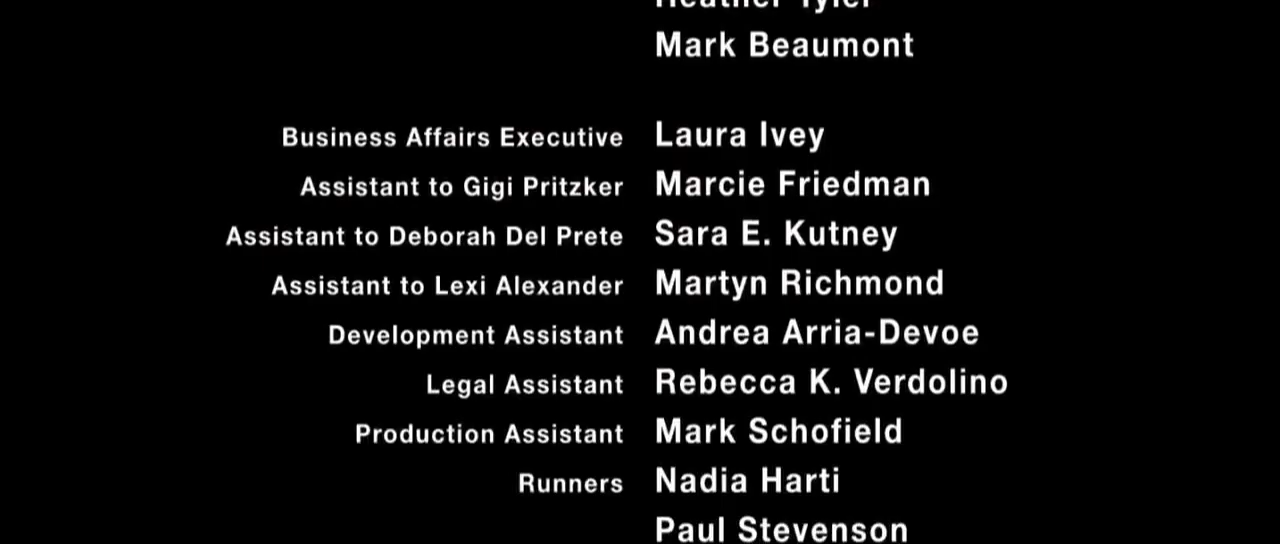 Heather Tyler
Mark Beaumont
Business Affairs Executive Laura Ivey
Assistant to Gigi Pritzker Marcie Friedman
Assistant to Deborah Del Prete Sara E. Kutney
Assistant to Lexi Alexander Martyn Richmond
Development Assistant Andrea Arria-Devoe
Legal Assistant Rebecca K. Verdolino
Production Assistant Mark Schofield
Runners Nadia Harti
Paul Stevenson